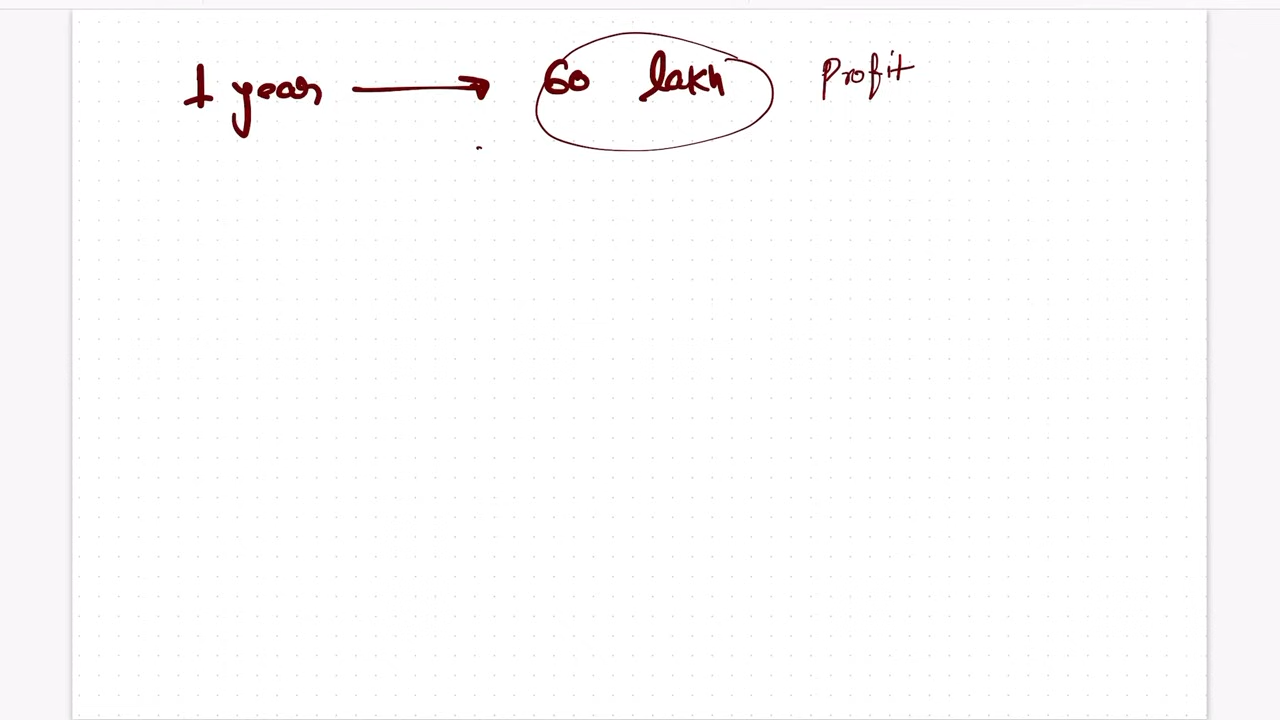 1 year → 60 lakh Profit